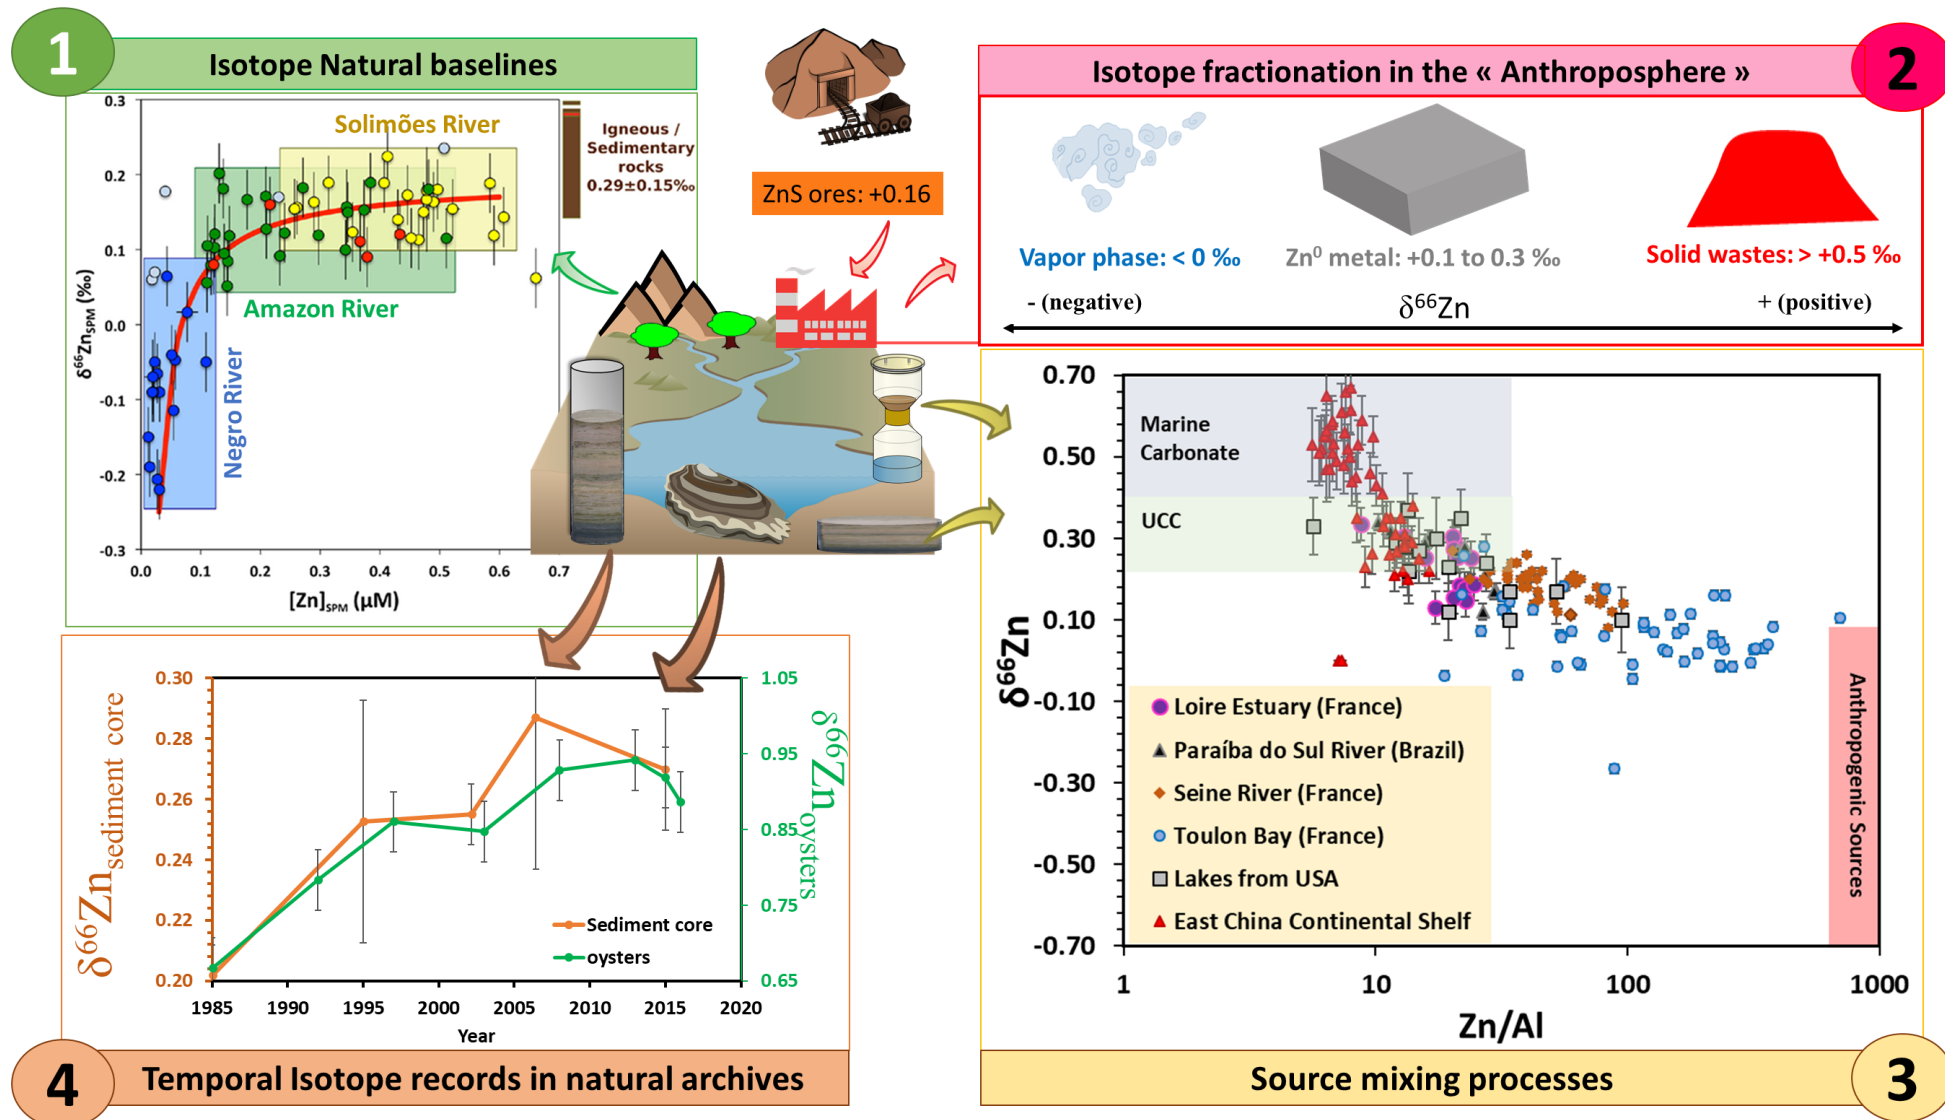 1
Isotope Natural baselines
0.3
0.2
0.1
0.0
-0.1
-0.2
-0.3
δ⁶⁶Zn_SPM (‰)
Solimões River
Amazon River
Negro River
Igneous /
Sedimentary
rocks
0.29±0.15‰
0.0 0.1 0.2 0.3 0.4 0.5 0.6 0.7
[Zn]_SPM (μM)
ZnS ores: +0.16
Isotope fractionation in the « Anthroposphere »
2
Vapor phase: < 0 ‰
Zn⁰ metal: +0.1 to 0.3 ‰
Solid wastes: > +0.5 ‰
- (negative)
δ⁶⁶Zn
+ (positive)
0.70
0.50
0.30
0.10
-0.10
-0.30
-0.50
-0.70
δ⁶⁶Zn
Marine
Carbonate
UCC
Loire Estuary (France)
Paraíba do Sul River (Brazil)
Seine River (France)
Toulon Bay (France)
Lakes from USA
East China Continental Shelf
Anthropogenic Sources
1 10 100 1000
Zn/Al
Source mixing processes
3
0.30
0.28
0.26
0.24
0.22
0.20
δ⁶⁶Zn_sediment core
1.05
0.95
0.85
0.75
0.65
δ⁶⁶Zn_oysters
Sediment core
oysters
1985 1990 1995 2000 2005 2010 2015 2020
Year
4
Temporal Isotope records in natural archives